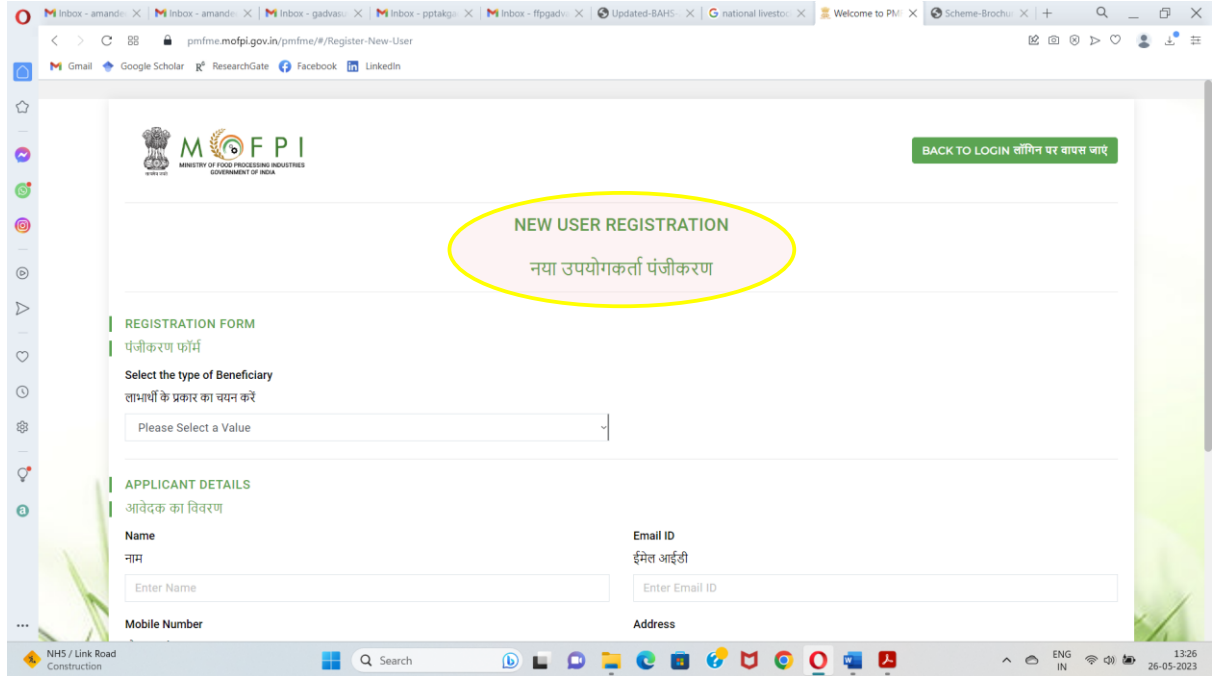 Inbox - amande
Inbox - amande
Inbox - gadvasu
Inbox - pptakga
Inbox - ffpgadva
Updated-BAHS-
national livestoc
Welcome to PM
Scheme-Brochur
pmfme.mofpi.gov.in/pmfme/#/Register-New-User
Gmail
Google Scholar
ResearchGate
Facebook
LinkedIn
सत्यमेव जयते
MOFPI
MINISTRY OF FOOD PROCESSING INDUSTRIES
GOVERNMENT OF INDIA
BACK TO LOGIN लॉगिन पर वापस जाएं
NEW USER REGISTRATION
नया उपयोगकर्ता पंजीकरण
REGISTRATION FORM
पंजीकरण फॉर्म
Select the type of Beneficiary
लाभार्थी के प्रकार का चयन करें
Please Select a Value
APPLICANT DETAILS
आवेदक का विवरण
Name
Email ID
नाम
ईमेल आईडी
Enter Name
Enter Email ID
Mobile Number
Address
NH5 / Link Road
Construction
Search
ENG
IN
13:26
26-05-2023